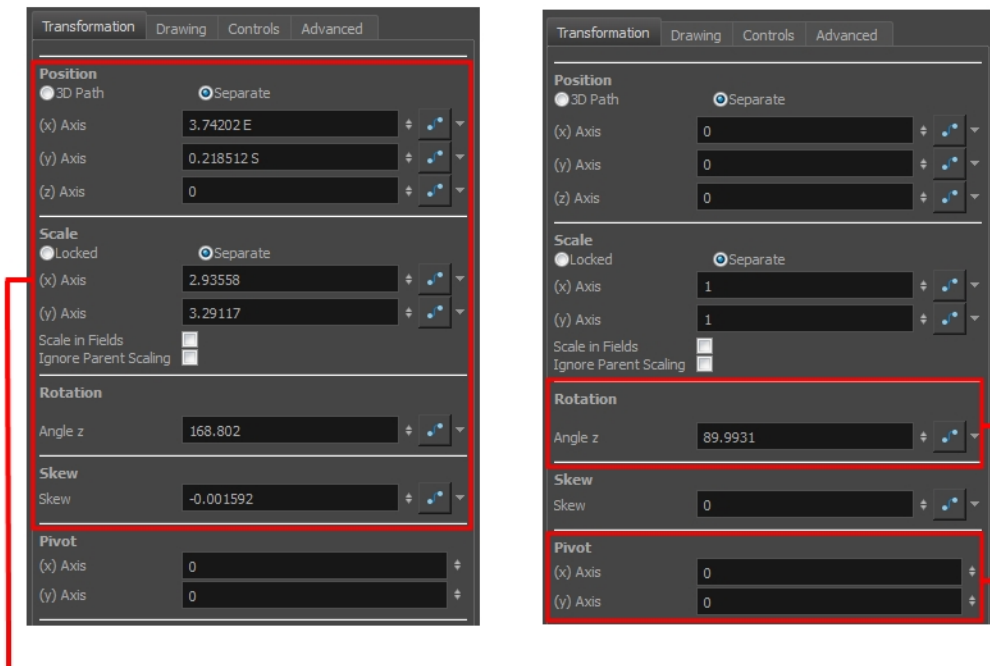 Transformation Drawing Controls Advanced
Position
3D Path Separate
(x) Axis 3.74202 E
(y) Axis 0.218512 S
(z) Axis 0
Scale
Locked Separate
(x) Axis 2.93558
(y) Axis 3.29117
Scale in Fields
Ignore Parent Scaling
Rotation
Angle z 168.802
Skew
Skew -0.001592
Pivot
(x) Axis 0
(y) Axis 0
Transformation Drawing Controls Advanced
Position
3D Path Separate
(x) Axis 0
(y) Axis 0
(z) Axis 0
Scale
Locked Separate
(x) Axis 1
(y) Axis 1
Scale in Fields
Ignore Parent Scaling
Rotation
Angle z 89.9931
Skew
Skew 0
Pivot
(x) Axis 0
(y) Axis 0